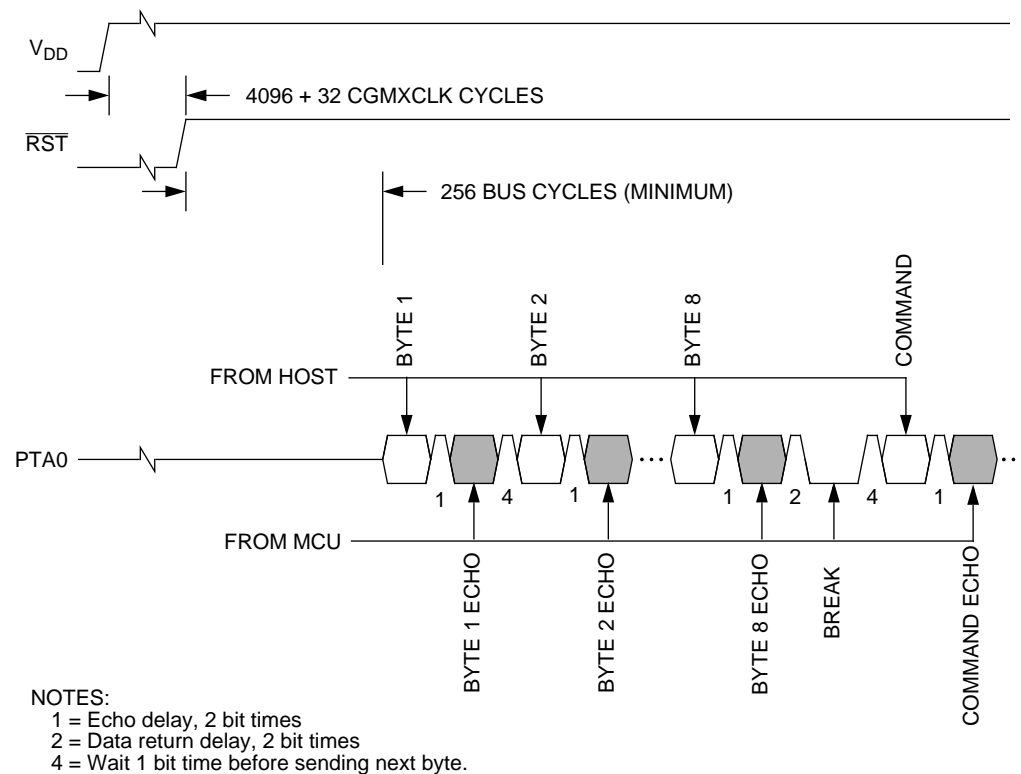 VDD
4096 + 32 CGMXCLK CYCLES
RST
256 BUS CYCLES (MINIMUM)
BYTE 1
BYTE 2
BYTE 8
COMMAND
FROM HOST
PTA0
...
...
1
4
1
1
2
4
1
FROM MCU
BYTE 1 ECHO
BYTE 2 ECHO
BYTE 8 ECHO
BREAK
COMMAND ECHO
NOTES:
1 = Echo delay, 2 bit times
2 = Data return delay, 2 bit times
4 = Wait 1 bit time before sending next byte.